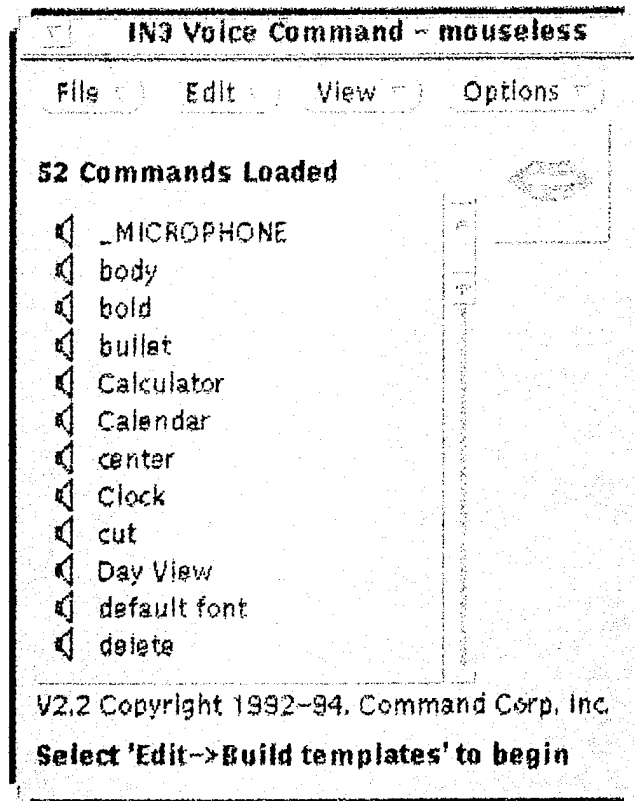 IN3 Voice Command - mouseless
File Edit View Options
52 Commands Loaded
_MICROPHONE
body
bold
bullet
Calculator
Calendar
center
Clock
cut
Day View
default font
delete
V2.2 Copyright 1992-94, Command Corp, Inc.
Select 'Edit->Build templates' to begin